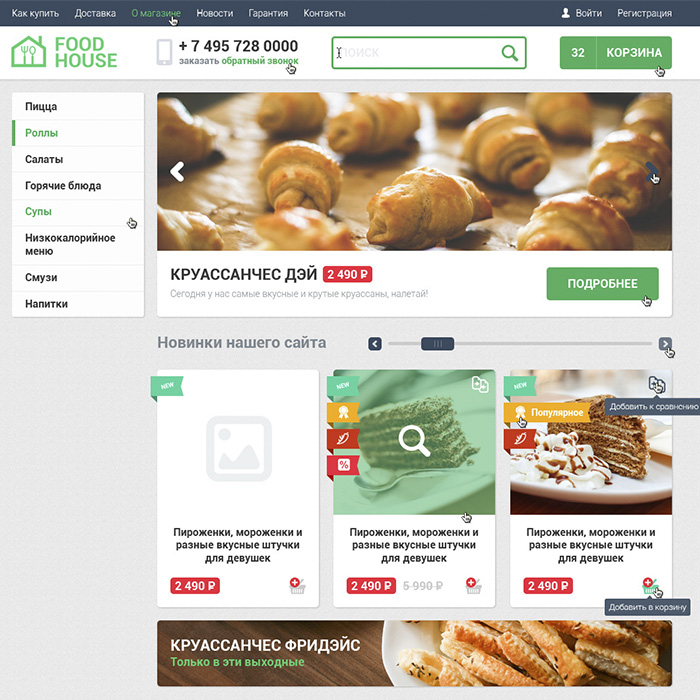 Как купить Доставка О магазине Новости Гарантия Контакты Войти Регистрация
FOOD
HOUSE
+ 7 495 728 0000
заказать обратный звонок
ПОИСК
32 КОРЗИНА
Пицца
Роллы
Салаты
Горячие блюда
Супы
Низкокалорийное
меню
Смузи
Напитки
КРУАССАНЧЕС ДЭЙ 2 490 ₽
Сегодня у нас самые вкусные и крутые круассаны, налетай!
ПОДРОБНЕЕ
Новинки нашего сайта
NEW
Пироженки, мороженки и
разные вкусные штучки
для девушек
2 490 ₽
NEW
%
Пироженки, мороженки и
разные вкусные штучки
для девушек
2 490 ₽ 5 990 ₽
NEW
Популярное
Добавить к сравнению
Пироженки, мороженки и
разные вкусные штучки
для девушек
2 490 ₽
Добавить в корзину
КРУАССАНЧЕС ФРИДЭЙС
Только в эти выходные